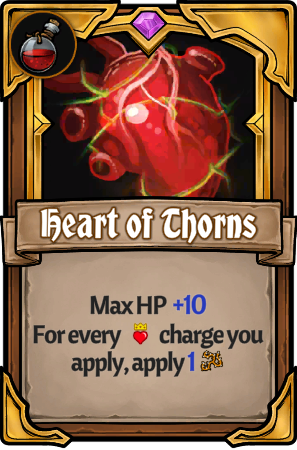 Heart of Thorns
Max HP +10
For every charge you
apply, apply 1